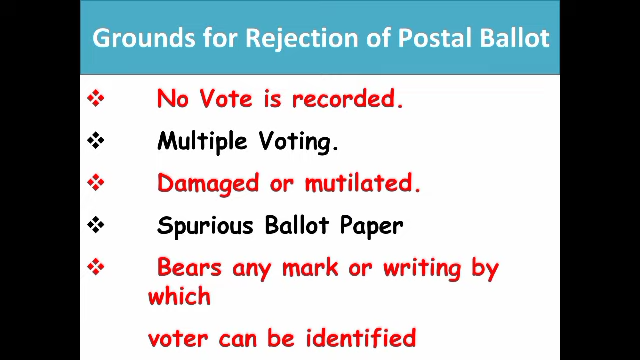 Grounds for Rejection of Postal Ballot
No Vote is recorded.
Multiple Voting.
Damaged or mutilated.
Spurious Ballot Paper
Bears any mark or writing by
which
voter can be identified